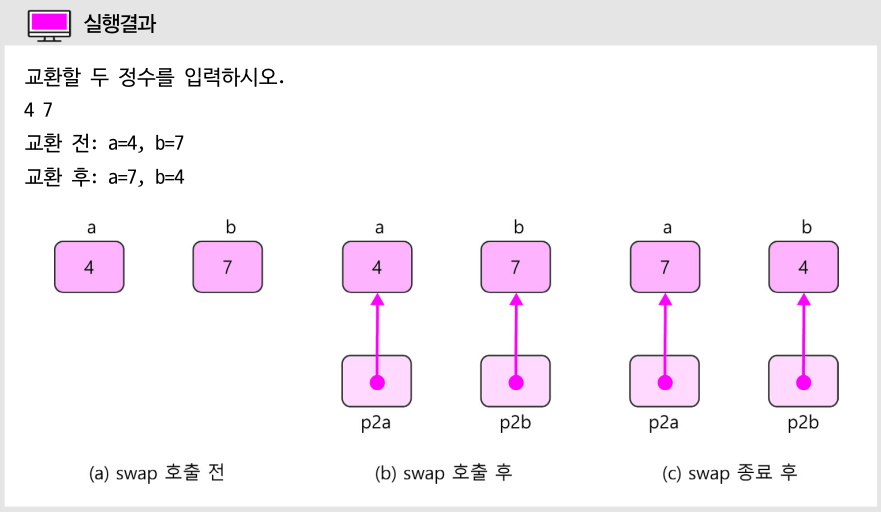 실행결과
교환할 두 정수를 입력하시오.
4 7
교환 전: a=4, b=7
교환 후: a=7, b=4
a b a b a b
4 7 4 7 7 4
p2a p2b p2a p2b
(a) swap 호출 전 (b) swap 호출 후 (c) swap 종료 후